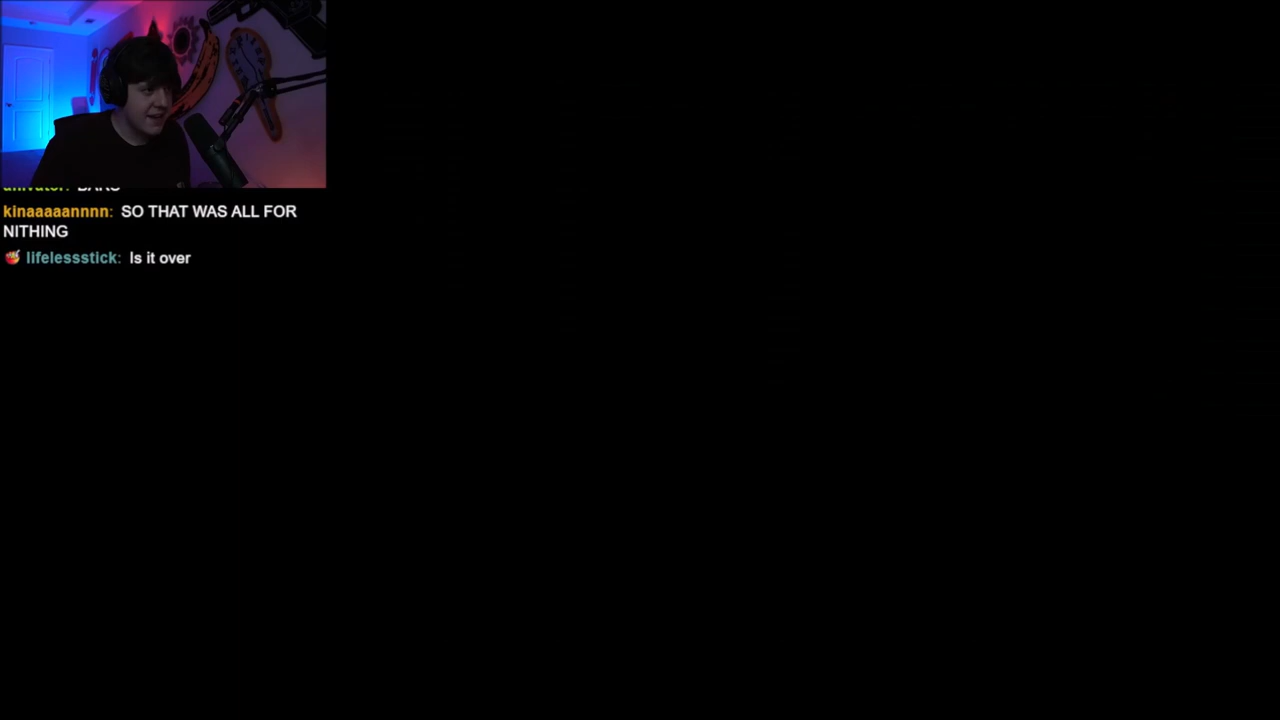 kinaaaaannnn: SO THAT WAS ALL FOR
NITHING
lifelessstick: Is it over